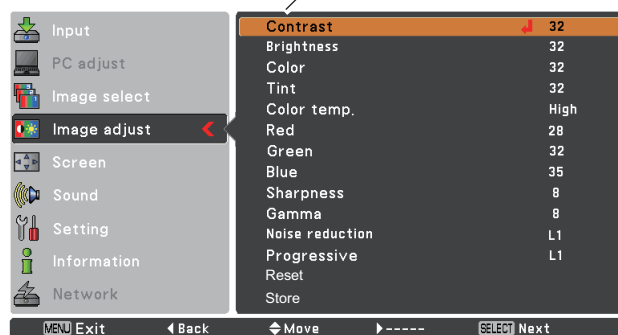 Input
PC adjust
Image select
Image adjust
Screen
Sound
Setting
Information
Network
Contrast 32
Brightness 32
Color 32
Tint 32
Color temp. High
Red 28
Green 32
Blue 35
Sharpness 8
Gamma 8
Noise reduction L1
Progressive L1
Reset
Store
MENU Exit Back Move ----- SELECT Next